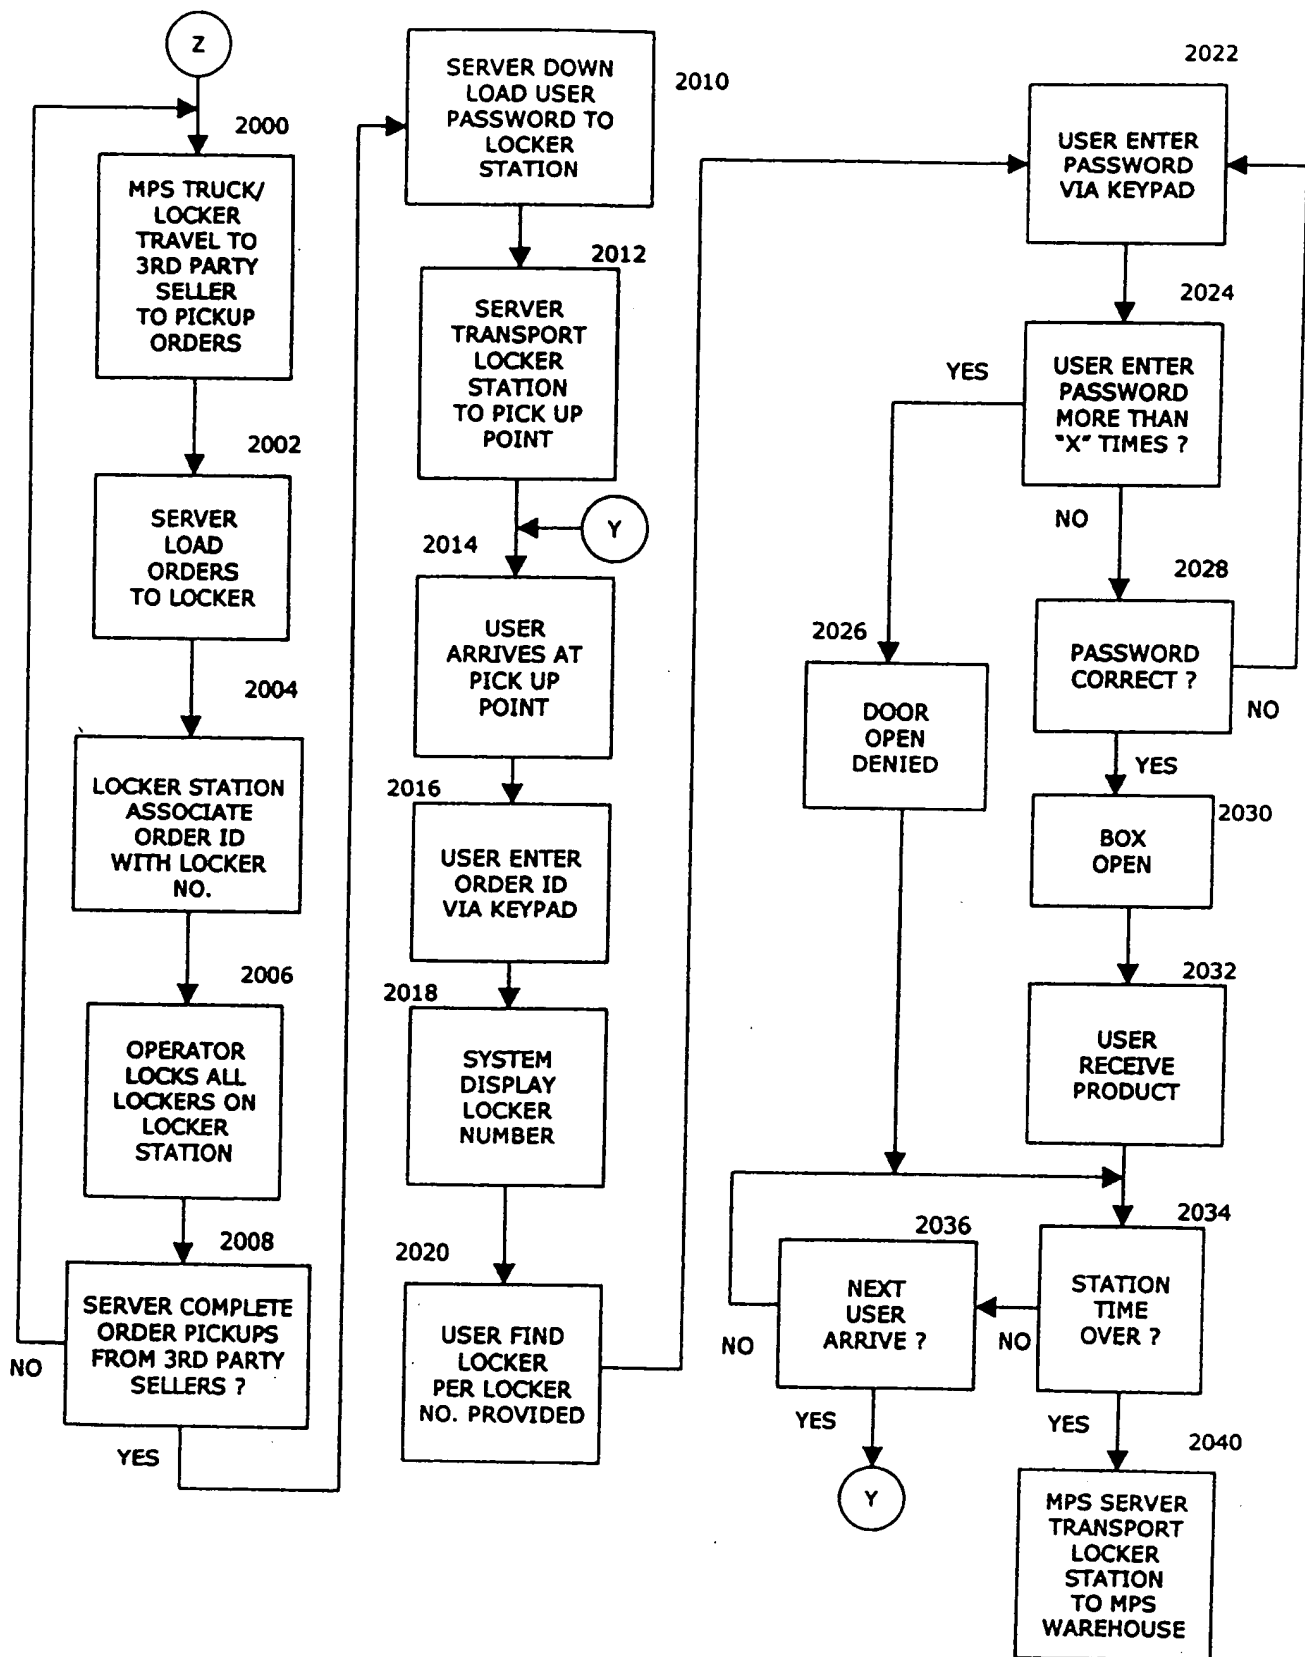 Z
2000
MPS TRUCK/
LOCKER
TRAVEL TO
3RD PARTY
SELLER
TO PICKUP
ORDERS
2002
SERVER
LOAD
ORDERS
TO LOCKER
2004
LOCKER STATION
ASSOCIATE
ORDER ID
WITH LOCKER
NO.
2006
OPERATOR
LOCKS ALL
LOCKERS ON
LOCKER
STATION
2008
SERVER COMPLETE
ORDER PICKUPS
FROM 3RD PARTY
SELLERS ?
NO
YES
2010
SERVER DOWN
LOAD USER
PASSWORD TO
LOCKER
STATION
2012
SERVER
TRANSPORT
LOCKER
STATION
TO PICK UP
POINT
Y
2014
USER
ARRIVES AT
PICK UP
POINT
2016
USER ENTER
ORDER ID
VIA KEYPAD
2018
SYSTEM
DISPLAY
LOCKER
NUMBER
2020
USER FIND
LOCKER
PER LOCKER
NO. PROVIDED
2022
USER ENTER
PASSWORD
VIA KEYPAD
2024
USER ENTER
PASSWORD
MORE THAN
"X" TIMES ?
YES
NO
2026
DOOR
OPEN
DENIED
2028
PASSWORD
CORRECT ?
NO
YES
2030
BOX
OPEN
2032
USER
RECEIVE
PRODUCT
2034
STATION
TIME
OVER ?
NO
YES
2036
NEXT
USER
ARRIVE ?
NO
YES
Y
2040
MPS SERVER
TRANSPORT
LOCKER
STATION
TO MPS
WAREHOUSE